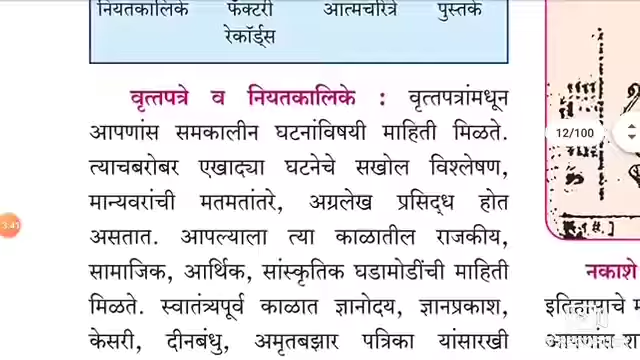 नियतकालिके फॅक्टरी आत्मचरित्रे पुस्तके
रेकॉर्ड्स
वृत्तपत्रे व नियतकालिके : वृत्तपत्रांमधून
आपणांस समकालीन घटनांविषयी माहिती मिळते.
त्याचबरोबर एखाद्या घटनेचे सखोल विश्लेषण,
मान्यवरांची मतमतांतरे, अग्रलेख प्रसिद्ध होत
असतात. आपल्याला त्या काळातील राजकीय,
सामाजिक, आर्थिक, सांस्कृतिक घडामोडींची माहिती
मिळते. स्वातंत्र्यपूर्व काळात ज्ञानोदय, ज्ञानप्रकाश,
केसरी, दीनबंधु, अमृतबझार पत्रिका यांसारखी
12/100
नकाशे
3:41